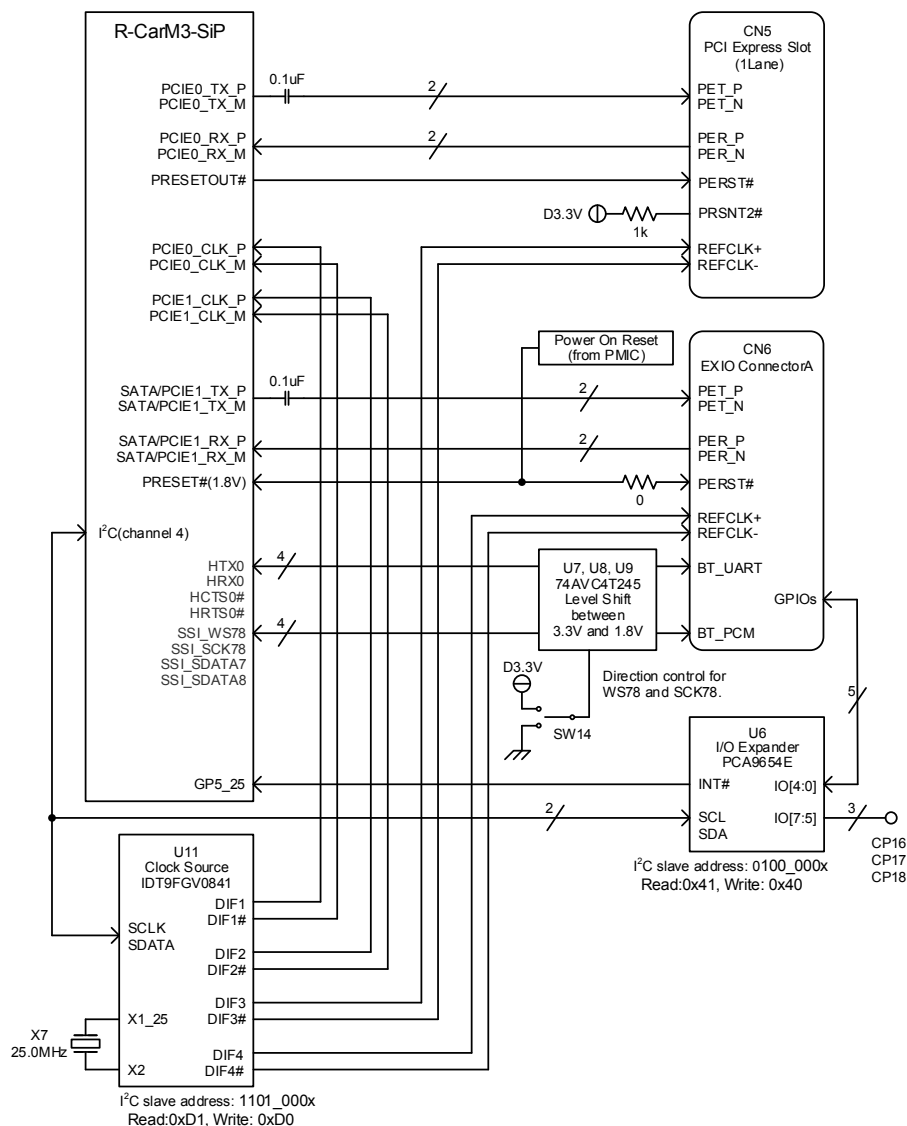 R-CarM3-SiP
PCIE0_TX_P
PCIE0_TX_M
PCIE0_RX_P
PCIE0_RX_M
PRESETOUT#
PCIE0_CLK_P
PCIE0_CLK_M
PCIE1_CLK_P
PCIE1_CLK_M
SATA/PCIE1_TX_P
SATA/PCIE1_TX_M
SATA/PCIE1_RX_P
SATA/PCIE1_RX_M
PRESET#(1.8V)
I²C(channel 4)
HTX0
HRX0
HCTS0#
HRTS0#
SSI_WS78
SSI_SCK78
SSI_SDATA7
SSI_SDATA8
GP5_25
0.1uF
2
2
D3.3V
1k
CN5
PCI Express Slot
(1Lane)
PET_P
PET_N
PER_P
PER_N
PERST#
PRSNT2#
REFCLK+
REFCLK-
Power On Reset
(from PMIC)
0.1uF
2
2
0
CN6
EXIO ConnectorA
PET_P
PET_N
PER_P
PER_N
PERST#
REFCLK+
REFCLK-
BT_UART
GPIOs
BT_PCM
4
4
U7, U8, U9
74AVC4T245
Level Shift
between
3.3V and 1.8V
D3.3V
SW14
Direction control for
WS78 and SCK78.
5
U6
I/O Expander
PCA9654E
INT#
IO[4:0]
SCL
SDA
IO[7:5]
2
3
CP16
CP17
CP18
I²C slave address: 0100_000x
Read:0x41, Write: 0x40
U11
Clock Source
IDT9FGV0841
SCLK
SDATA
DIF1
DIF1#
DIF2
DIF2#
DIF3
DIF3#
DIF4
DIF4#
X1_25
X2
X7
25.0MHz
I²C slave address: 1101_000x
Read:0xD1, Write: 0xD0